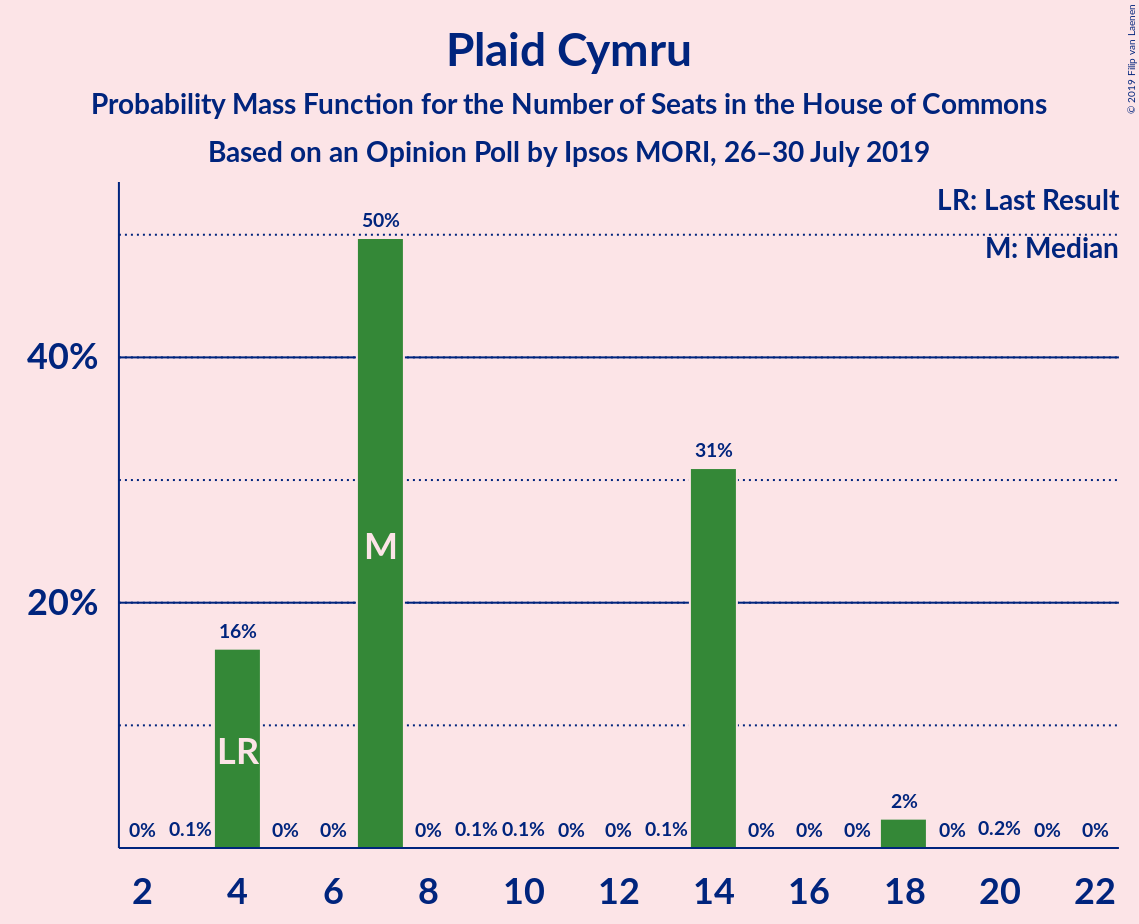 Plaid Cymru
Probability Mass Function for the Number of Seats in the House of Commons
Based on an Opinion Poll by Ipsos MORI, 26–30 July 2019
© 2019 Filip van Laenen
LR: Last Result
M: Median
50%
40%
31%
M
20%
16%
LR
2%
0% 0.1% 0% 0% 0% 0.1% 0.1% 0% 0% 0.1% 0% 0% 0% 0% 0.2% 0% 0%
2 4 6 8 10 12 14 16 18 20 22